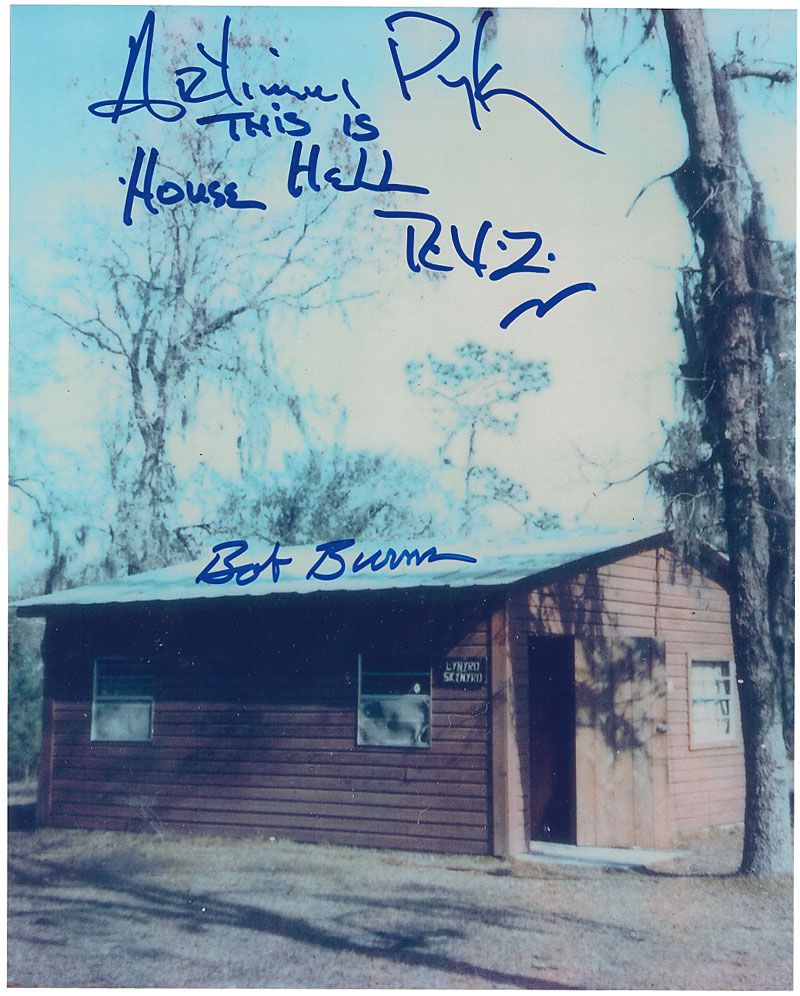 Artimus Pyle
THIS IS
House Hell
R.V.Z.
Bob Burns
LYNYRD
SKYNYRD